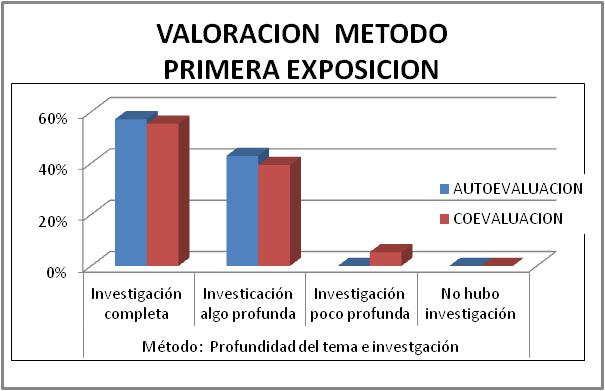 VALORACION METODO
PRIMERA EXPOSICION
60%
40%
20%
0%
AUTOEVALUACION
COEVALUACION
Investigación
completa
Investicación
algo profunda
Investigación
poco profunda
No hubo
investigación
Método: Profundidad del tema e investgación